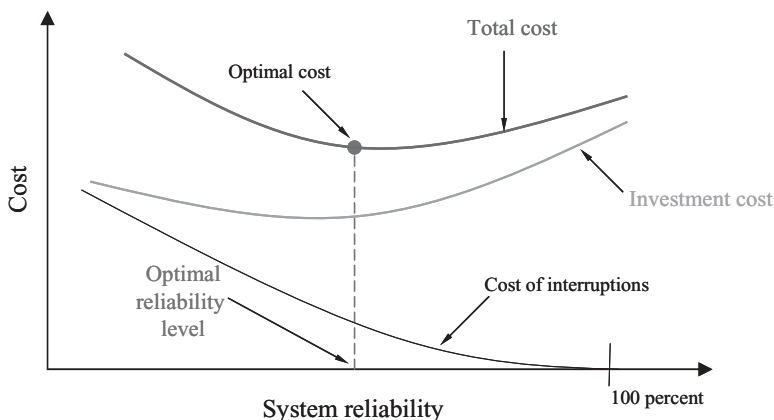 Total cost
Optimal cost
Cost
Investment cost
Optimal
reliability
level
Cost of interruptions
100 percent
System reliability